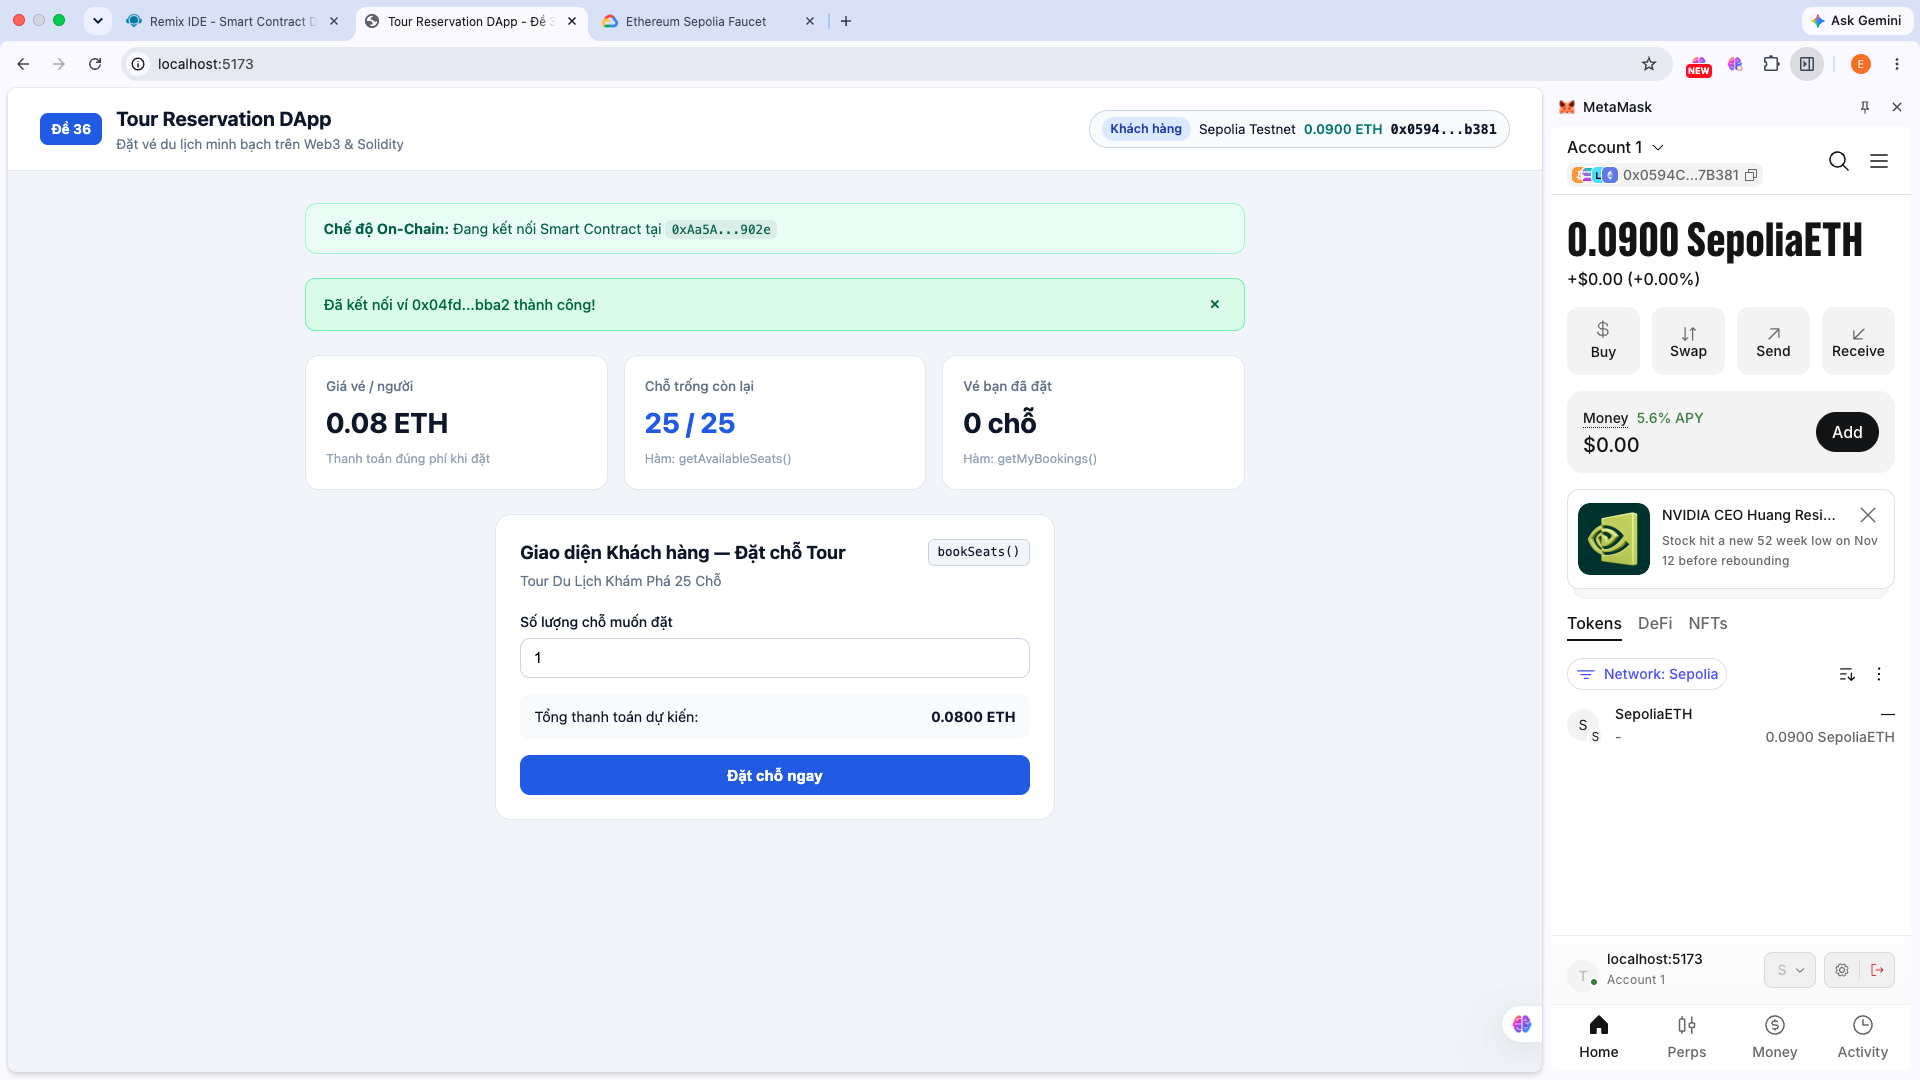 Remix IDE - Smart Contract D
Tour Reservation DApp - Đề 3
Ethereum Sepolia Faucet
Ask Gemini
localhost:5173
NEW
E
Đề 36
Tour Reservation DApp
Đặt vé du lịch minh bạch trên Web3 & Solidity
Khách hàng Sepolia Testnet 0.0900 ETH 0x0594...b381
Chế độ On-Chain: Đang kết nối Smart Contract tại 0xAa5A...902e
Đã kết nối ví 0x04fd...bba2 thành công!
Giá vé / người
0.08 ETH
Thanh toán đúng phí khi đặt
Chỗ trống còn lại
25 / 25
Hàm: getAvailableSeats()
Vé bạn đã đặt
0 chỗ
Hàm: getMyBookings()
Giao diện Khách hàng — Đặt chỗ Tour
bookSeats()
Tour Du Lịch Khám Phá 25 Chỗ
Số lượng chỗ muốn đặt
1
Tổng thanh toán dự kiến: 0.0800 ETH
Đặt chỗ ngay
MetaMask
Account 1
0x0594C...7B381
0.0900 SepoliaETH
+$0.00 (+0.00%)
Buy
Swap
Send
Receive
Money 5.6% APY
$0.00
Add
NVIDIA CEO Huang Resi...
Stock hit a new 52 week low on Nov
12 before rebounding
Tokens DeFi NFTs
Network: Sepolia
S
S
SepoliaETH —
- 0.0900 SepoliaETH
T
localhost:5173
Account 1
S
Home
Perps
Money
Activity